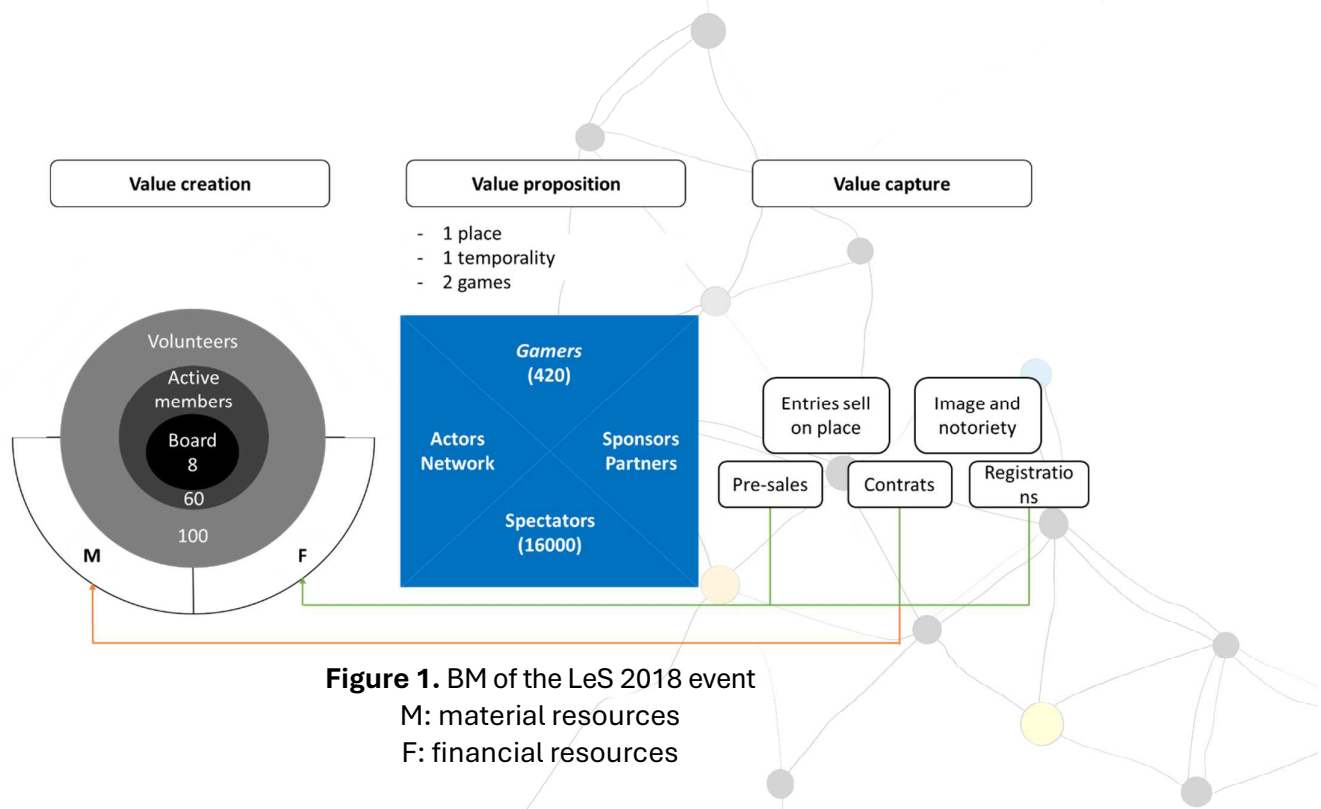 Value creation
Value proposition
Value capture
- 1 place
- 1 temporality
- 2 games
Volunteers
Active
members
Board
8
60
100
M
F
Gamers
(420)
Actors
Network
Sponsors
Partners
Spectators
(16000)
Entries sell
on place
Image and
notoriety
Pre-sales
Contrats
Registratio
ns
Figure 1. BM of the LeS 2018 event
M: material resources
F: financial resources